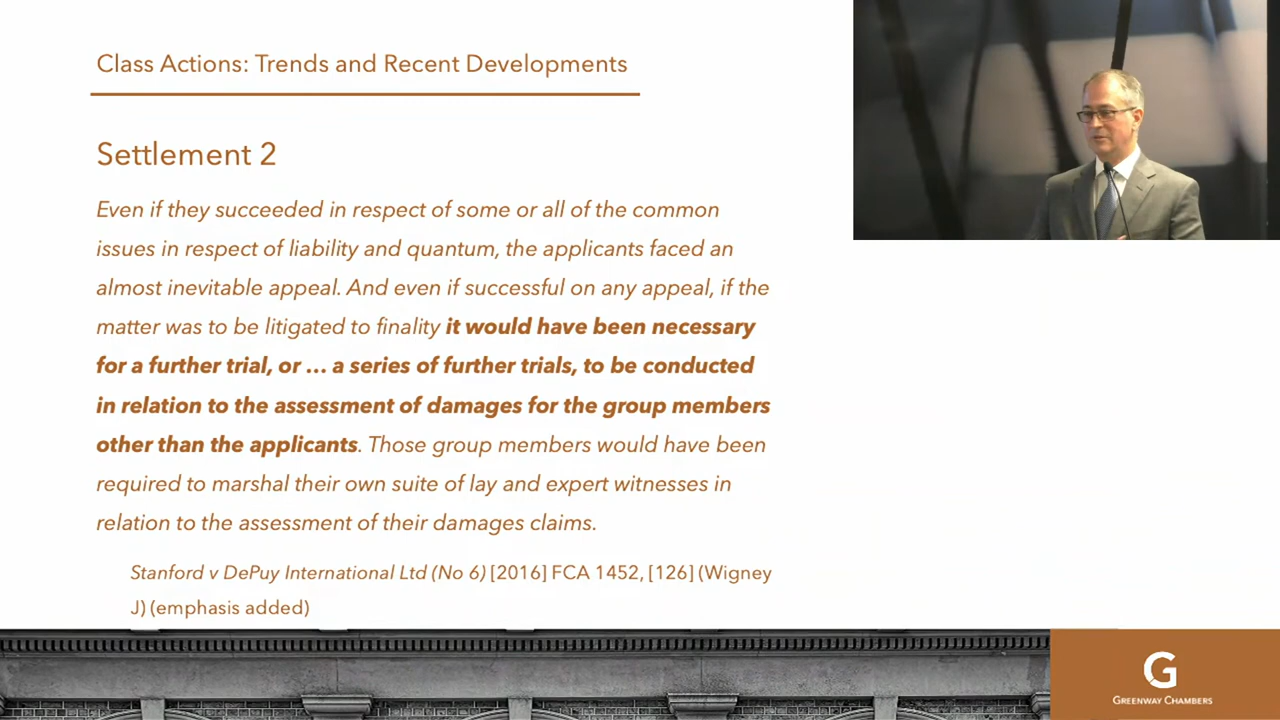 Class Actions: Trends and Recent Developments
Settlement 2
Even if they succeeded in respect of some or all of the common
issues in respect of liability and quantum, the applicants faced an
almost inevitable appeal. And even if successful on any appeal, if the
matter was to be litigated to finality it would have been necessary
for a further trial, or … a series of further trials, to be conducted
in relation to the assessment of damages for the group members
other than the applicants. Those group members would have been
required to marshal their own suite of lay and expert witnesses in
relation to the assessment of their damages claims.
Stanford v DePuy International Ltd (No 6) [2016] FCA 1452, [126] (Wigney
J) (emphasis added)
G
GREENWAY CHAMBERS